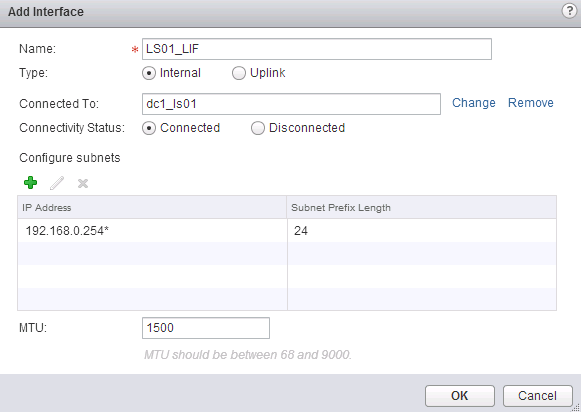 Add Interface ?
Name: * LS01_LIF
Type: Internal Uplink
Connected To: dc1_ls01 Change Remove
Connectivity Status: Connected Disconnected
Configure subnets
IP Address Subnet Prefix Length
192.168.0.254* 24
MTU: 1500
MTU should be between 68 and 9000.
OK Cancel